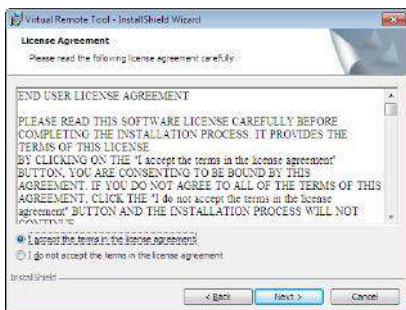 Virtual Remote Tool - InstallShield Wizard
License Agreement
Please read the following license agreement carefully.
END USER LICENSE AGREEMENT
PLEASE READ THIS SOFTWARE LICENSE CAREFULLY BEFORE
COMPLETING THE INSTALLATION PROCESS. IT PROVIDES THE
TERMS OF THIS LICENSE
BY CLICKING ON THE "I accept the terms in the license agreement"
BUTTON, YOU ARE CONSENTING TO BE BOUND BY THIS
AGREEMENT. IF YOU DO NOT AGREE TO ALL OF THE TERMS OF THIS
AGREEMENT, CLICK THE "I do not accept the terms in the license
agreement" BUTTON AND THE INSTALLATION PROCESS WILL NOT
CONTINUE
I accept the terms in the license agreement
I do not accept the terms in the license agreement
InstallShield
< Back
Next >
Cancel